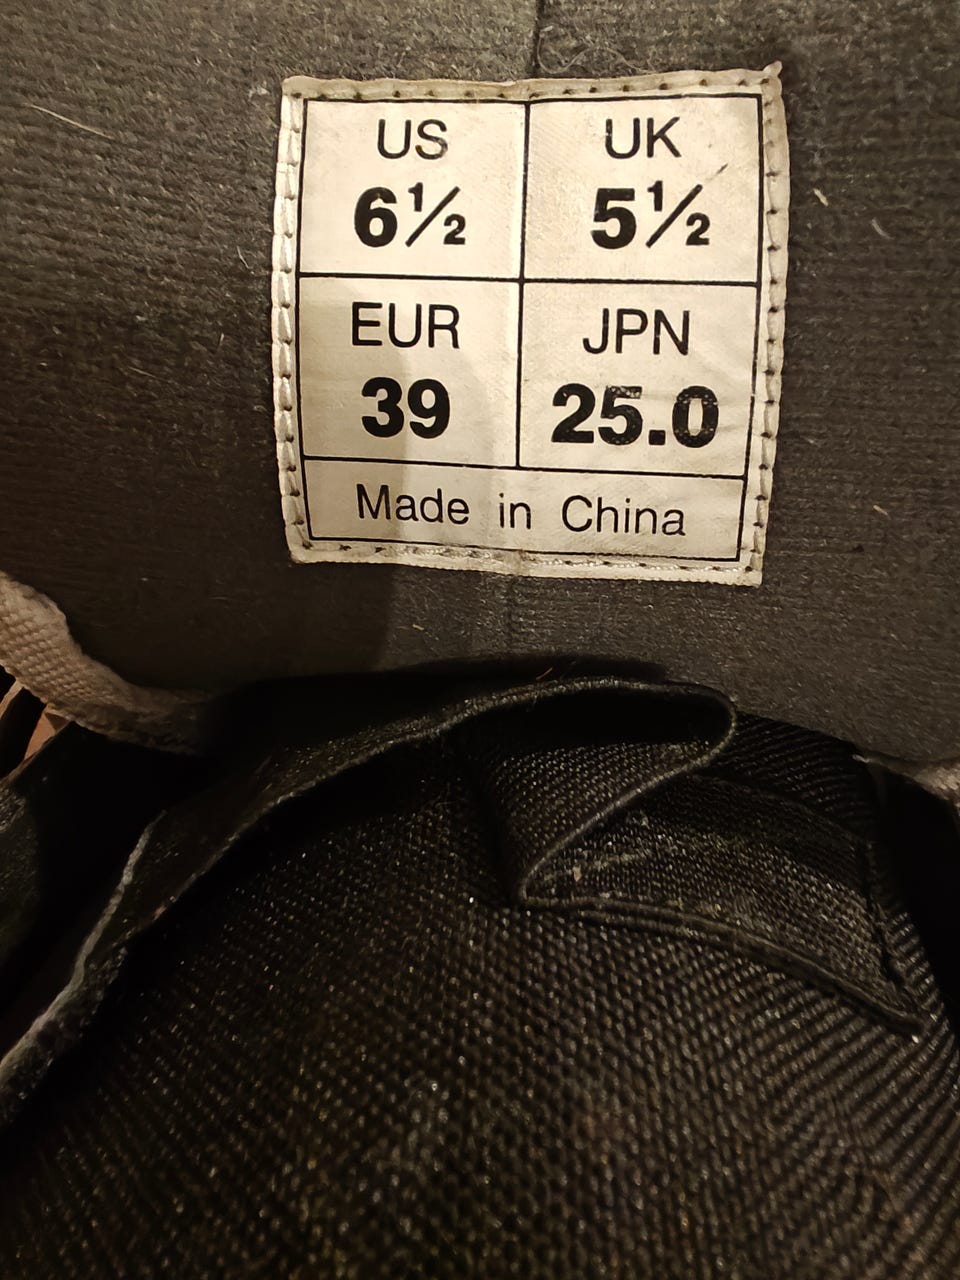 US UK
6½ 5½
EUR JPN
39 25.0
Made in China